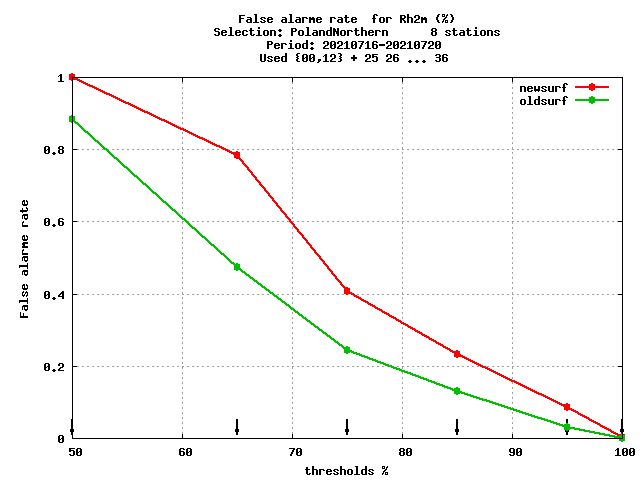 False alarme rate  for Rh2m (%)
Selection: PolandNorthern      8 stations
Period: 20210716-20210720
Used {00,12} + 25 26 ... 36
newsurf
oldsurf
1
0.8
0.6
0.4
0.2
0
False alarme rate
50 60 70 80 90 100
thresholds %